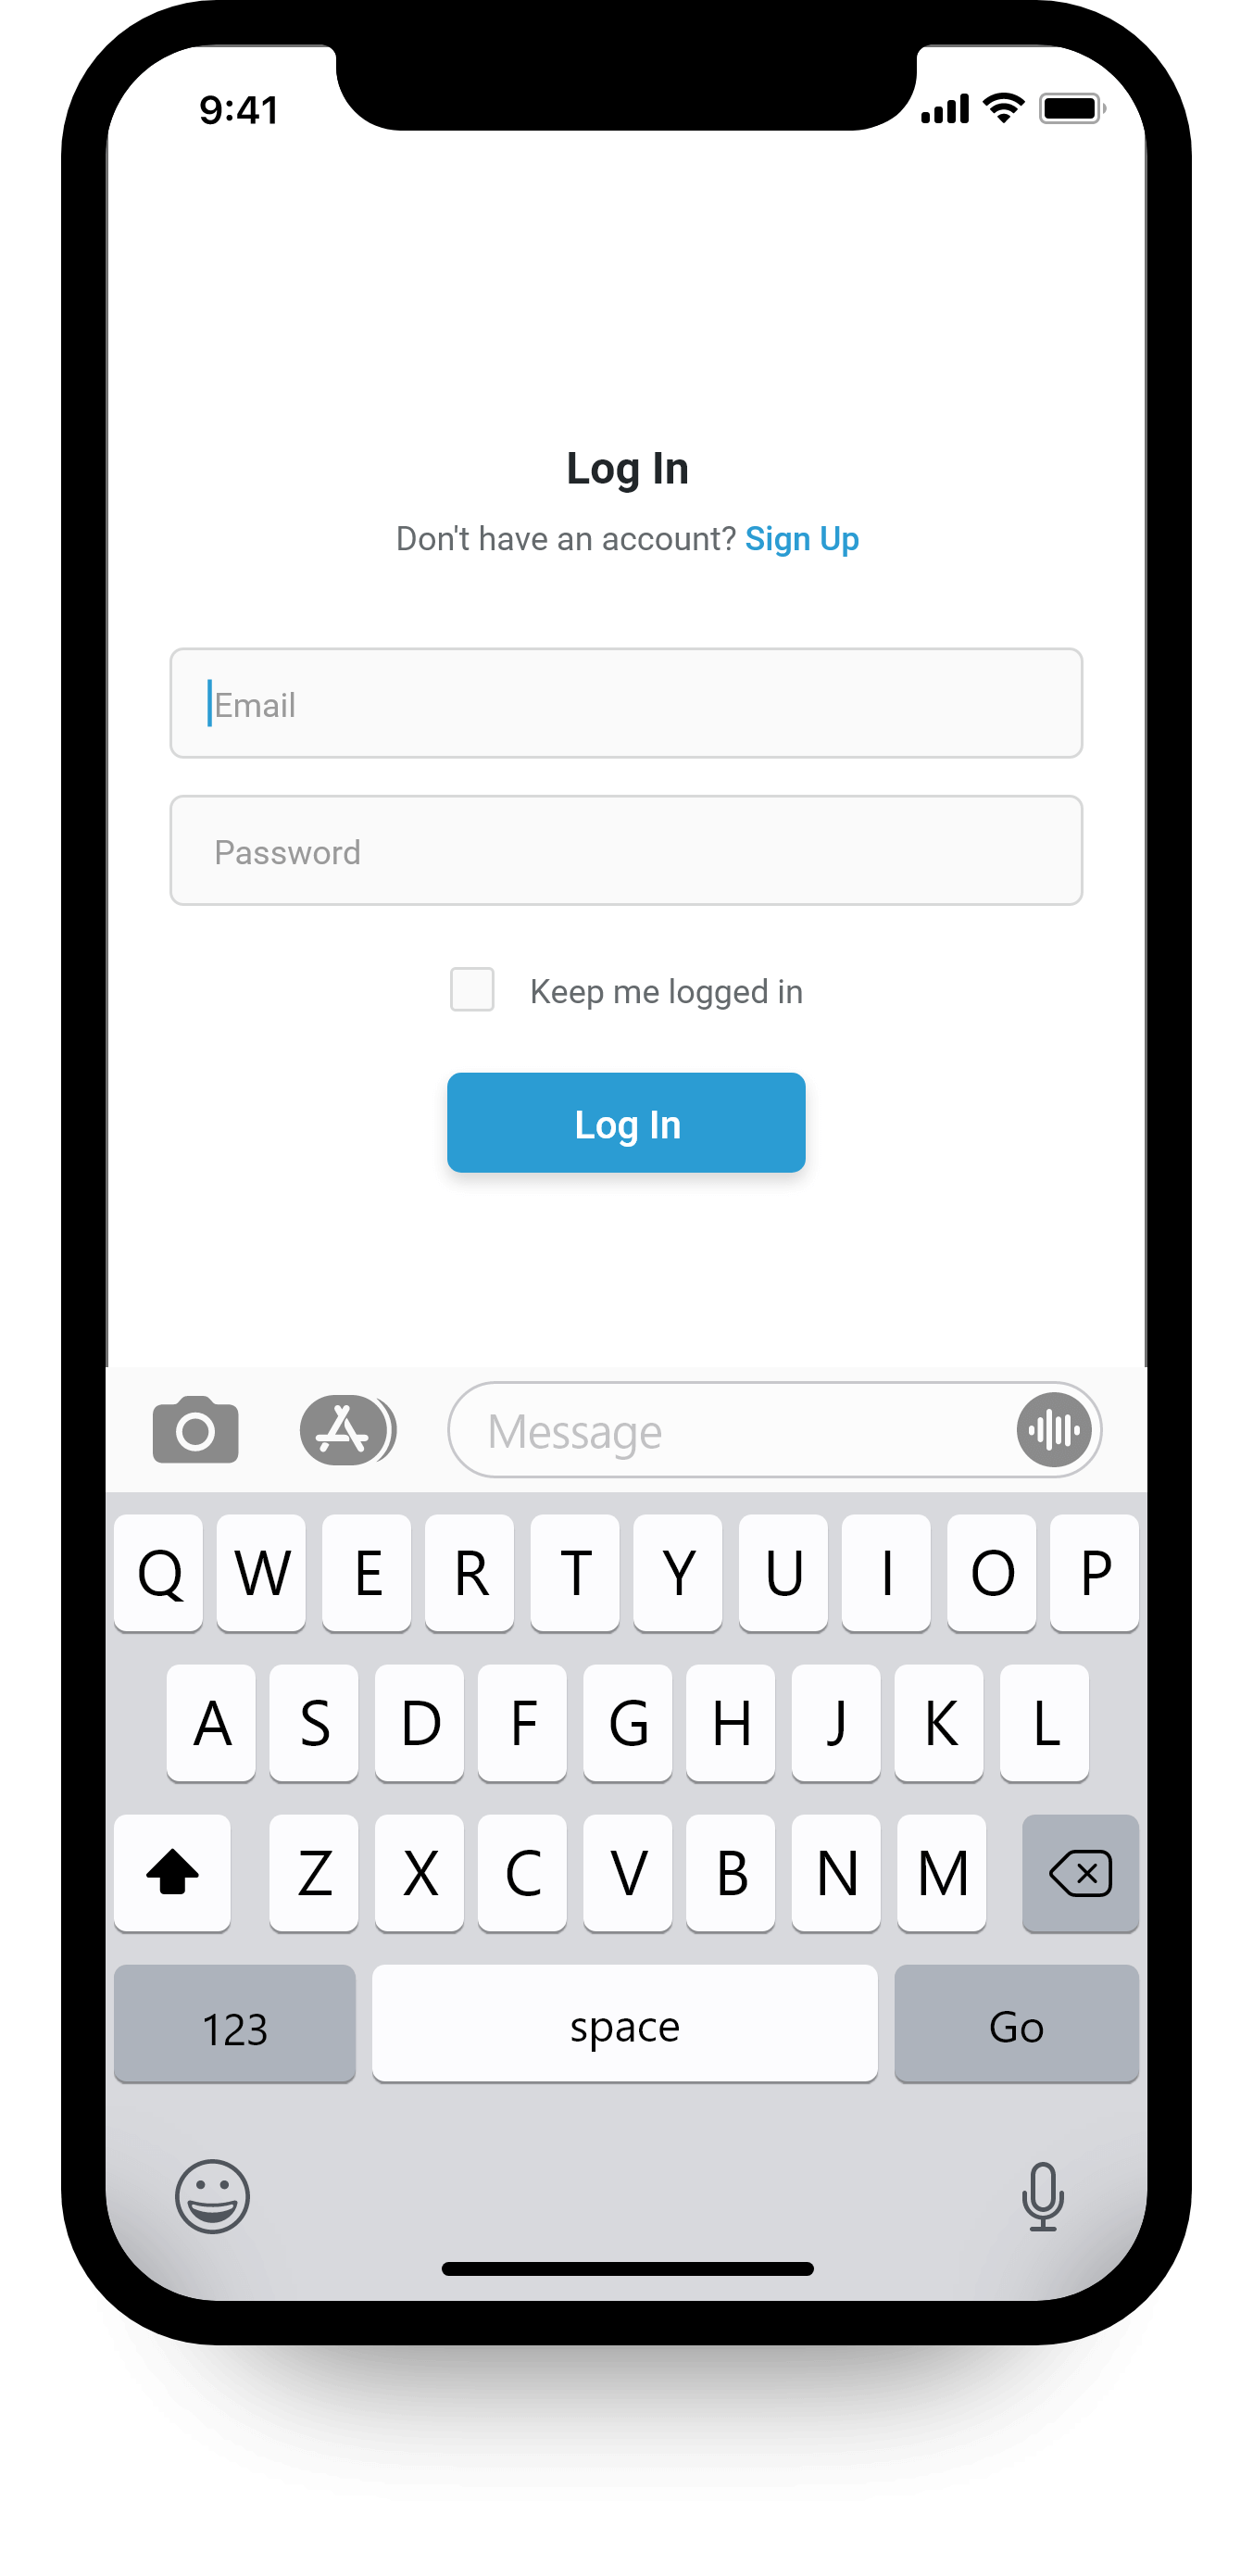 9:41
Log In
Don't have an account? Sign Up
Email
Password
Keep me logged in
Log In
Message
Q W E R T Y U I O P
A S D F G H J K L
Z X C V B N M
123 space Go